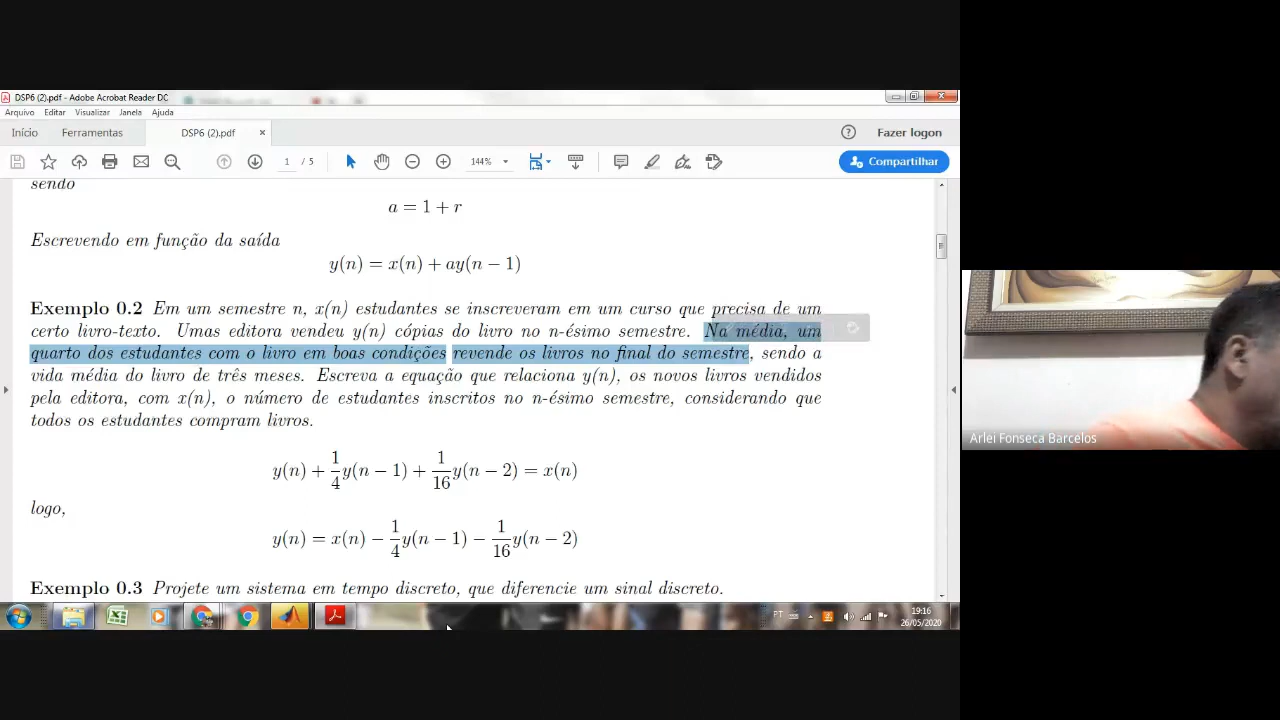 DSP6 (2).pdf - Adobe Acrobat Reader DC
Arquivo Editar Visualizar Janela Ajuda
Início Ferramentas DSP6 (2).pdf × Fazer logon
1 / 5 144% Compartilhar
sendo
a = 1 + r
Escrevendo em função da saída
y(n) = x(n) + ay(n − 1)
Exemplo 0.2 Em um semestre n, x(n) estudantes se inscreveram em um curso que precisa de um
certo livro-texto. Umas editora vendeu y(n) cópias do livro no n-ésimo semestre. Na média, um
quarto dos estudantes com o livro em boas condições revende os livros no final do semestre, sendo a
vida média do livro de três meses. Escreva a equação que relaciona y(n), os novos livros vendidos
pela editora, com x(n), o número de estudantes inscritos no n-ésimo semestre, considerando que
todos os estudantes compram livros.
y(n) + 1/4 y(n − 1) + 1/16 y(n − 2) = x(n)
logo,
y(n) = x(n) − 1/4 y(n − 1) − 1/16 y(n − 2)
Exemplo 0.3 Projete um sistema em tempo discreto, que diferencie um sinal discreto.
PT 19:16
26/05/2020
Arlei Fonseca Barcelos